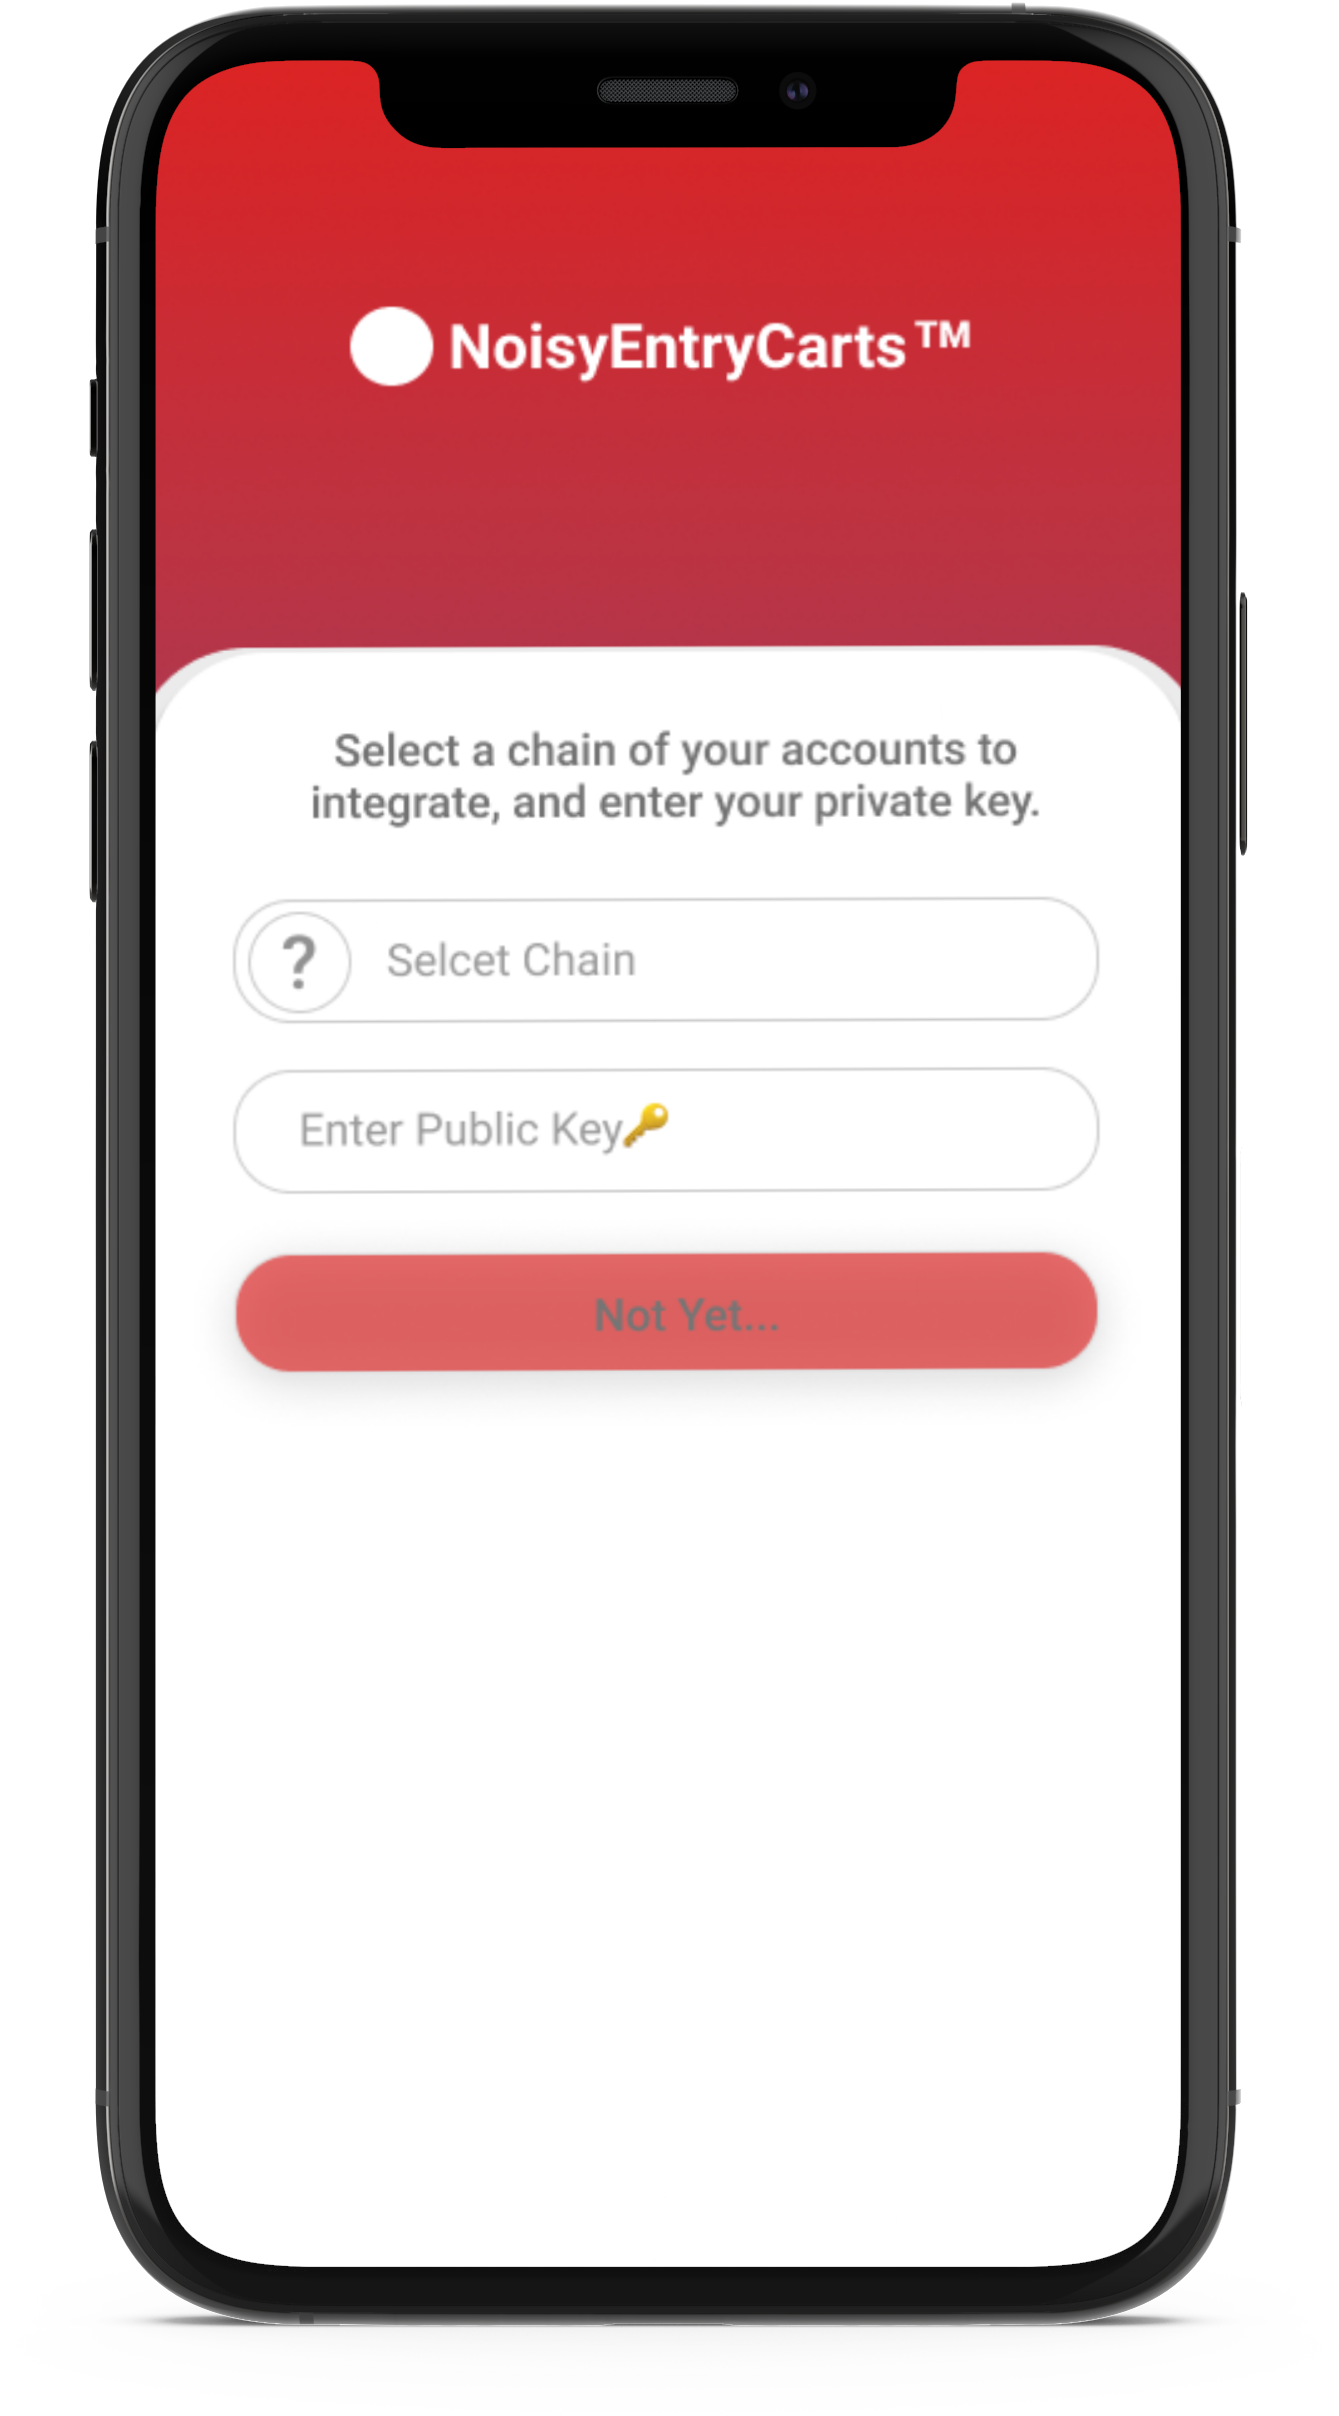 NoisyEntryCarts™
Select a chain of your accounts to
integrate, and enter your private key.
? Selcet Chain
Enter Public Key🔑
Not Yet...